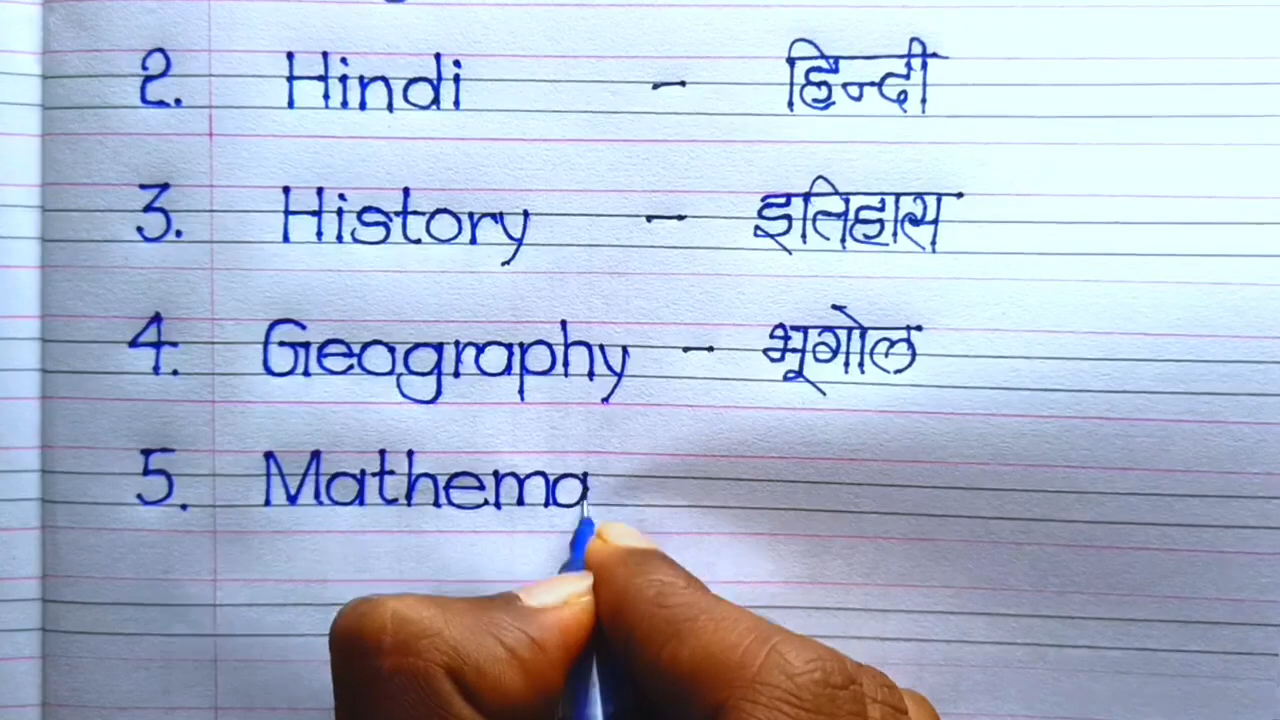 2. Hindi - हिन्दी
3. History - इतिहास
4. Geography - भूगोल
5. Mathema